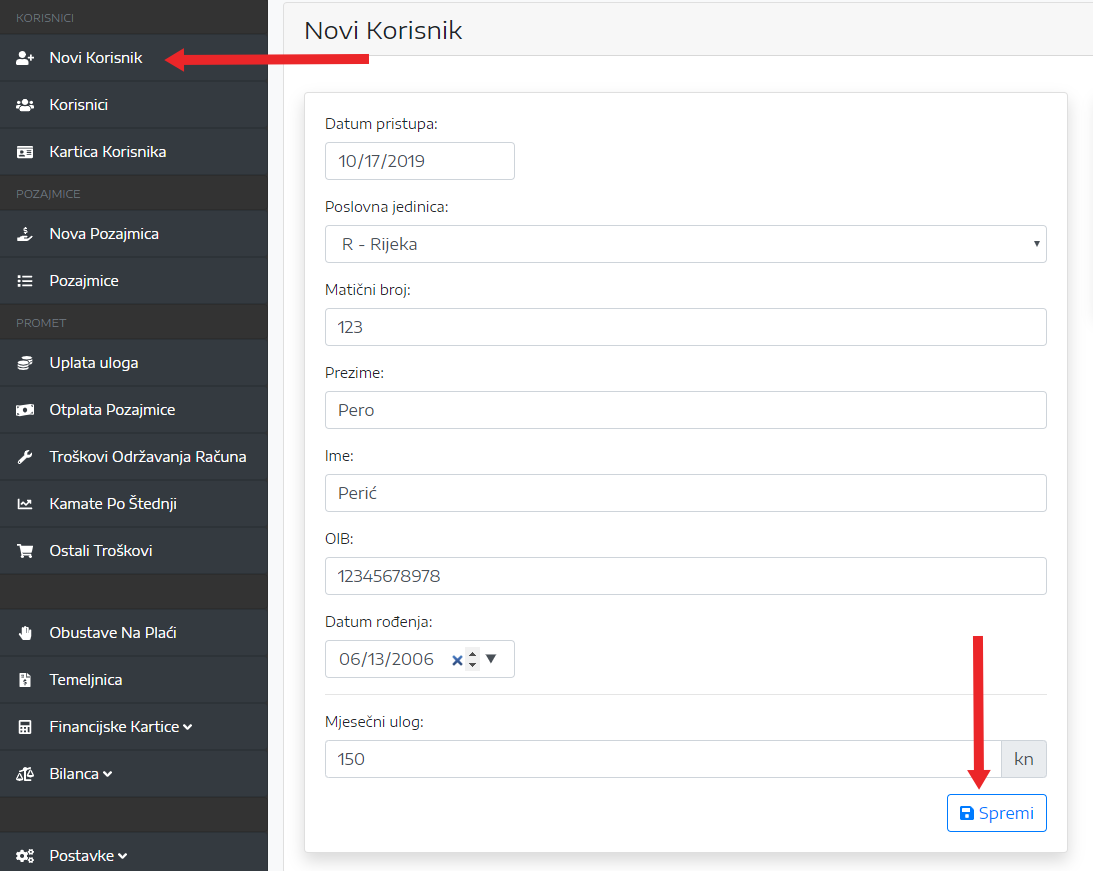 KORISNICI
Novi Korisnik
Korisnici
Kartica Korisnika
POZAJMICE
Nova Pozajmica
Pozajmice
PROMET
Uplata uloga
Otplata Pozajmice
Troškovi Održavanja Računa
Kamate Po Štednji
Ostali Troškovi
Obustave Na Plaći
Temeljnica
Financijske Kartice
Bilanca
Postavke
Novi Korisnik
Datum pristupa:
10/17/2019
Poslovna jedinica:
R - Rijeka
Matični broj:
123
Prezime:
Pero
Ime:
Perić
OIB:
12345678978
Datum rođenja:
06/13/2006
Mjesečni ulog:
150 kn
Spremi